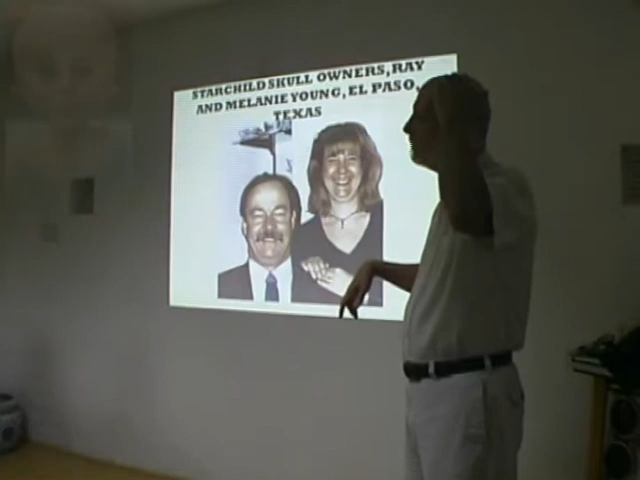 STARCHILD SKULL OWNERS, RAY
AND MELANIE YOUNG, EL PASO,
TEXAS